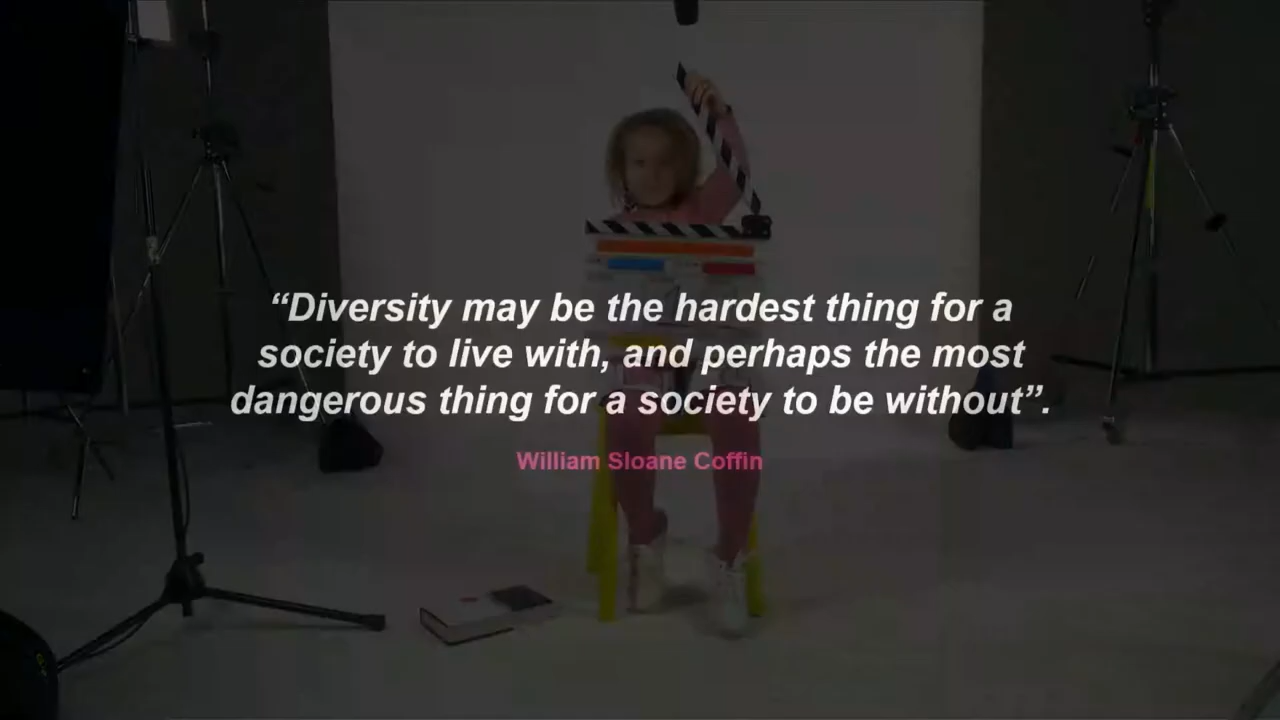 “Diversity may be the hardest thing for a
society to live with, and perhaps the most
dangerous thing for a society to be without”.
William Sloane Coffin